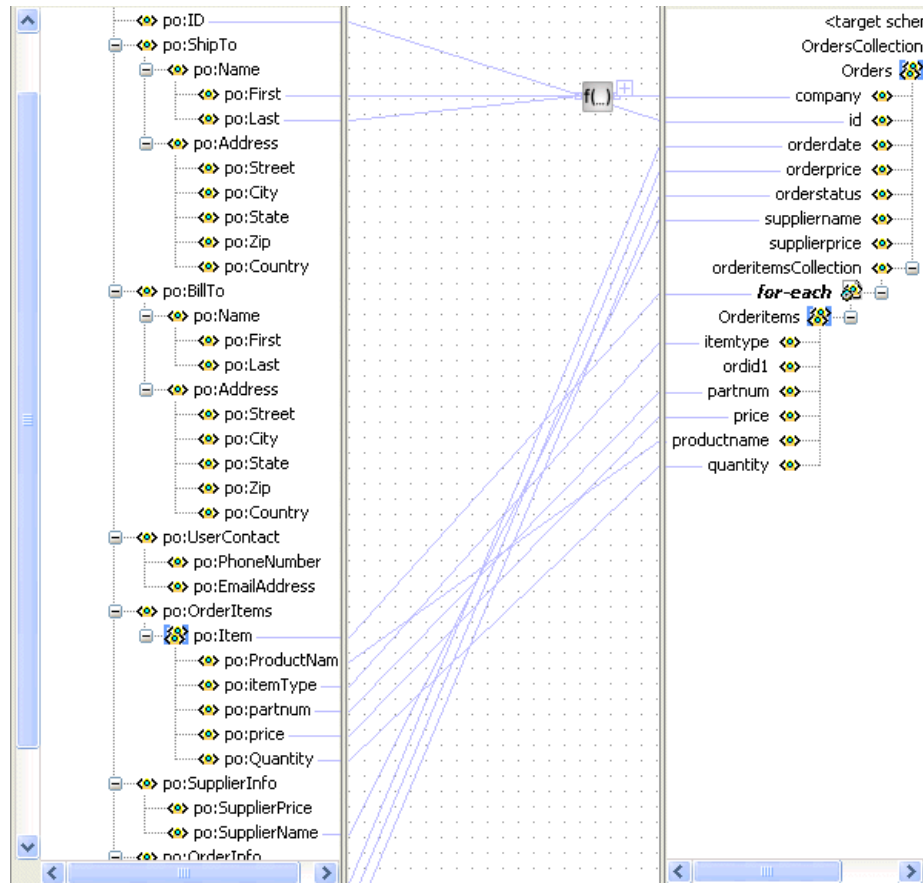 po:ID
po:ShipTo
po:Name
po:First
po:Last
po:Address
po:Street
po:City
po:State
po:Zip
po:Country
po:BillTo
po:Name
po:First
po:Last
po:Address
po:Street
po:City
po:State
po:Zip
po:Country
po:UserContact
po:PhoneNumber
po:EmailAddress
po:OrderItems
po:Item
po:ProductNam
po:itemType
po:partnum
po:price
po:Quantity
po:SupplierInfo
po:SupplierPrice
po:SupplierName
po:OrderInfo
f(...)
<target scher
OrdersCollection
Orders
company
id
orderdate
orderprice
orderstatus
suppliername
supplierprice
orderitemsCollection
for-each
Orderitems
itemtype
ordid1
partnum
price
productname
quantity